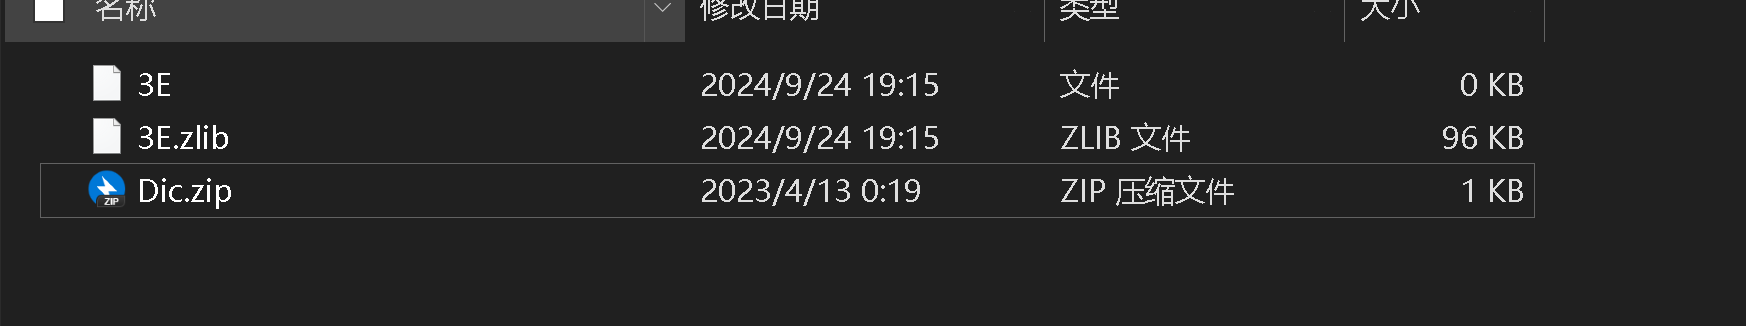 名称 修改日期 类型 大小
3E 2024/9/24 19:15 文件 0 KB
3E.zlib 2024/9/24 19:15 ZLIB 文件 96 KB
ZIP Dic.zip 2023/4/13 0:19 ZIP 压缩文件 1 KB